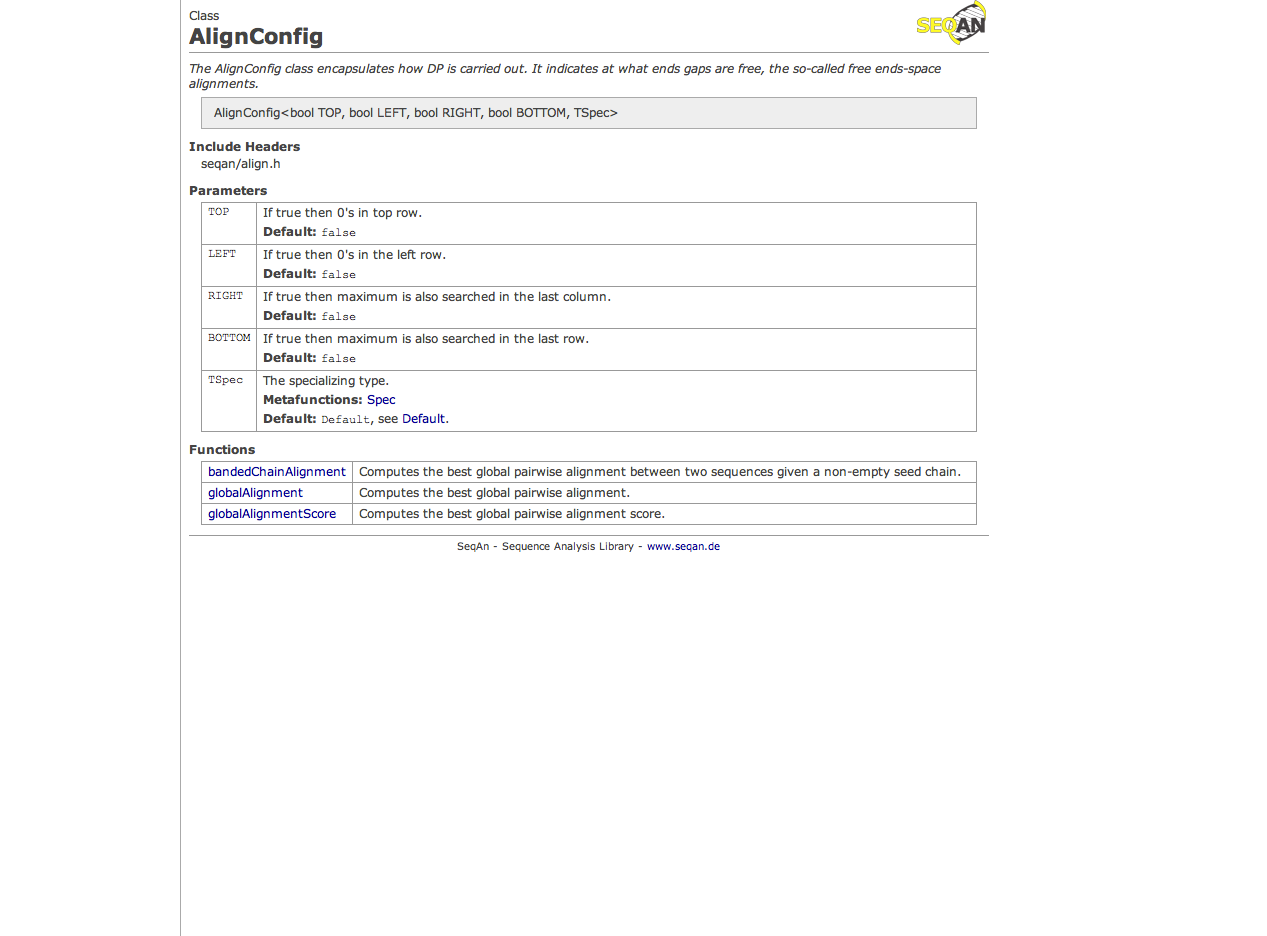 Class
SEQAN
AlignConfig
The AlignConfig class encapsulates how DP is carried out. It indicates at what ends gaps are free, the so-called free ends-space
alignments.
AlignConfig<bool TOP, bool LEFT, bool RIGHT, bool BOTTOM, TSpec>
Include Headers
seqan/align.h
Parameters
TOP If true then 0's in top row.
Default: false
LEFT If true then 0's in the left row.
Default: false
RIGHT If true then maximum is also searched in the last column.
Default: false
BOTTOM If true then maximum is also searched in the last row.
Default: false
TSpec The specializing type.
Metafunctions: Spec
Default: Default, see Default.
Functions
bandedChainAlignment Computes the best global pairwise alignment between two sequences given a non-empty seed chain.
globalAlignment Computes the best global pairwise alignment.
globalAlignmentScore Computes the best global pairwise alignment score.
SeqAn - Sequence Analysis Library - www.seqan.de